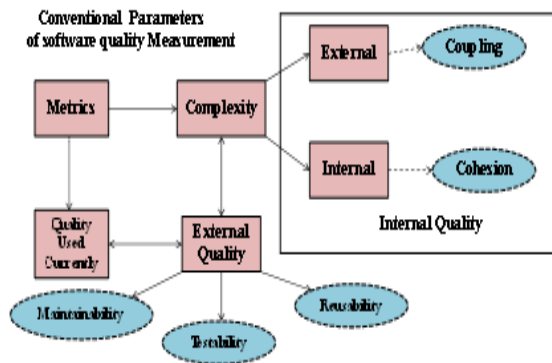 Conventional Parameters
of software quality Measurement
External
Coupling
Metrics
Complexity
Internal
Cohesion
Internal Quality
Quality
Used
Currently
External
Quality
Maintainability
Testability
Reusability